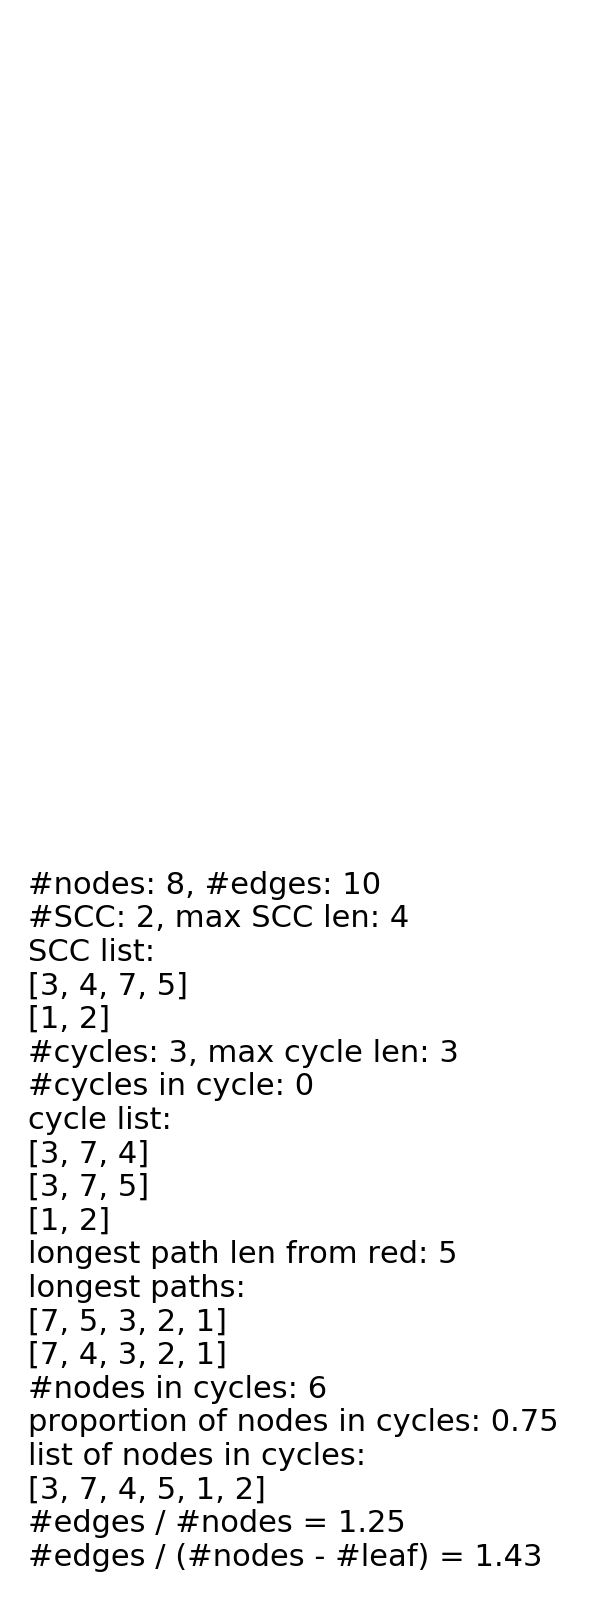 #nodes: 8, #edges: 10
#SCC: 2, max SCC len: 4
SCC list:
[3, 4, 7, 5]
[1, 2]
#cycles: 3, max cycle len: 3
#cycles in cycle: 0
cycle list:
[3, 7, 4]
[3, 7, 5]
[1, 2]
longest path len from red: 5
longest paths:
[7, 5, 3, 2, 1]
[7, 4, 3, 2, 1]
#nodes in cycles: 6
proportion of nodes in cycles: 0.75
list of nodes in cycles:
[3, 7, 4, 5, 1, 2]
#edges / #nodes = 1.25
#edges / (#nodes - #leaf) = 1.43